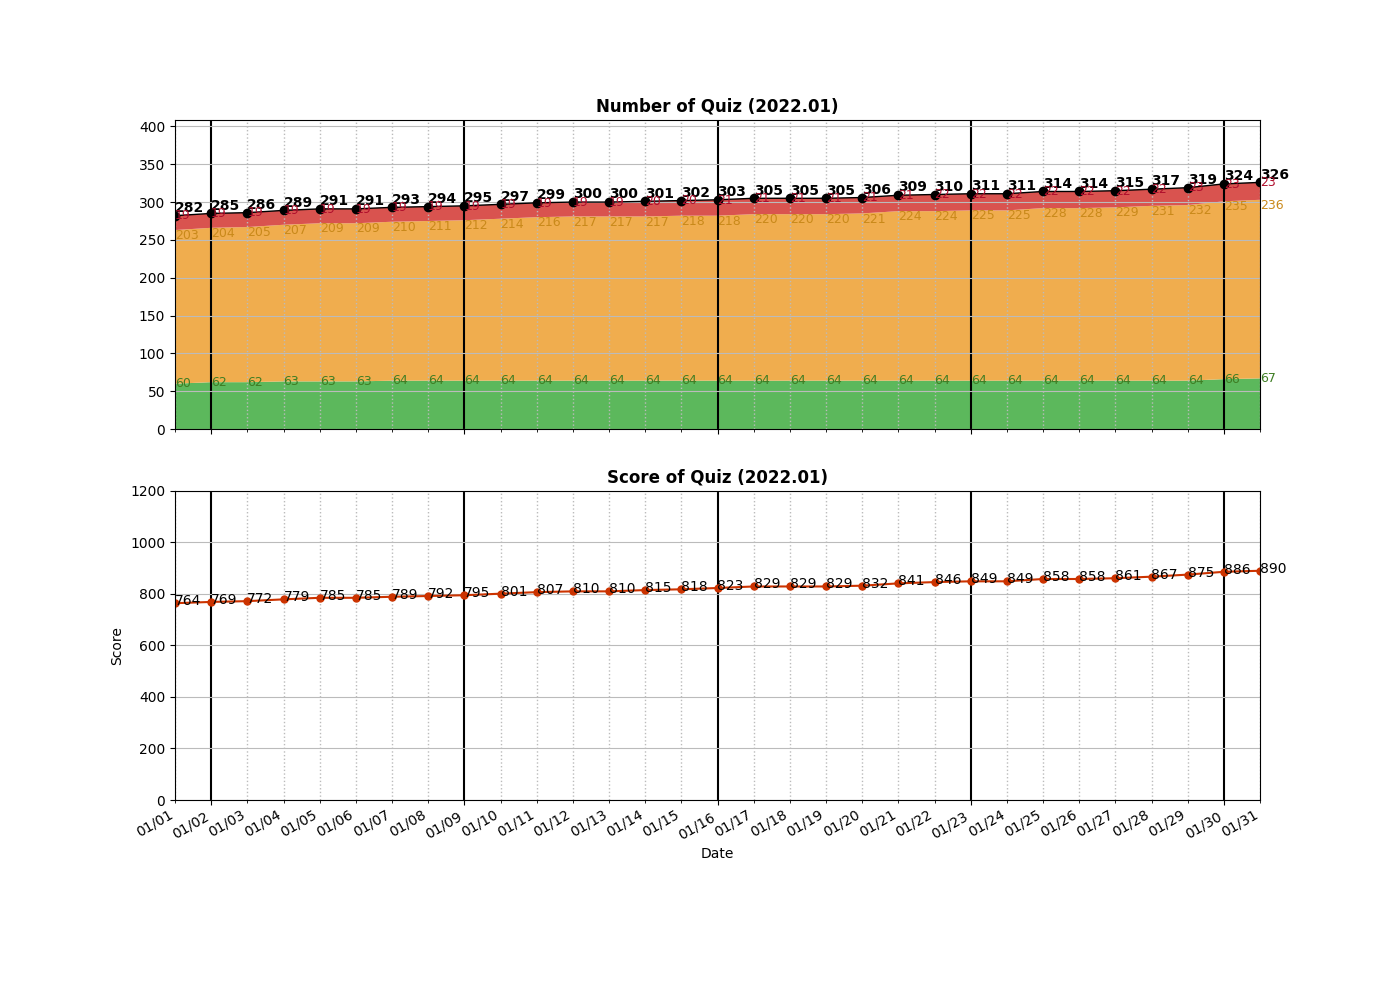 Number of Quiz (2022.01)
400
350
300
250
200
150
100
50
0
282 285 286 289 291 291 293 294 295 297 299 300 300 301 302 303 305 305 305 306 309 310 311 311 314 314 315 317 319 324 326
23
203 204 205 207 209 209 210 211 212 214 216 217 217 217 218 218 220 220 220 221 224 224 225 225 228 228 229 231 232 235 236
60 62 62 63 63 63 64 64 64 64 64 64 64 64 64 64 64 64 64 64 64 64 64 64 64 64 64 64 64 66 67
Score of Quiz (2022.01)
1200
1000
800
600
400
200
0
Score
764 769 772 779 785 785 789 792 795 801 807 810 810 815 818 823 829 829 829 832 841 846 849 849 858 858 861 867 875 886 890
01/01 01/02 01/03 01/04 01/05 01/06 01/07 01/08 01/09 01/10 01/11 01/12 01/13 01/14 01/15 01/16 01/17 01/18 01/19 01/20 01/21 01/22 01/23 01/24 01/25 01/26 01/27 01/28 01/29 01/30 01/31
Date